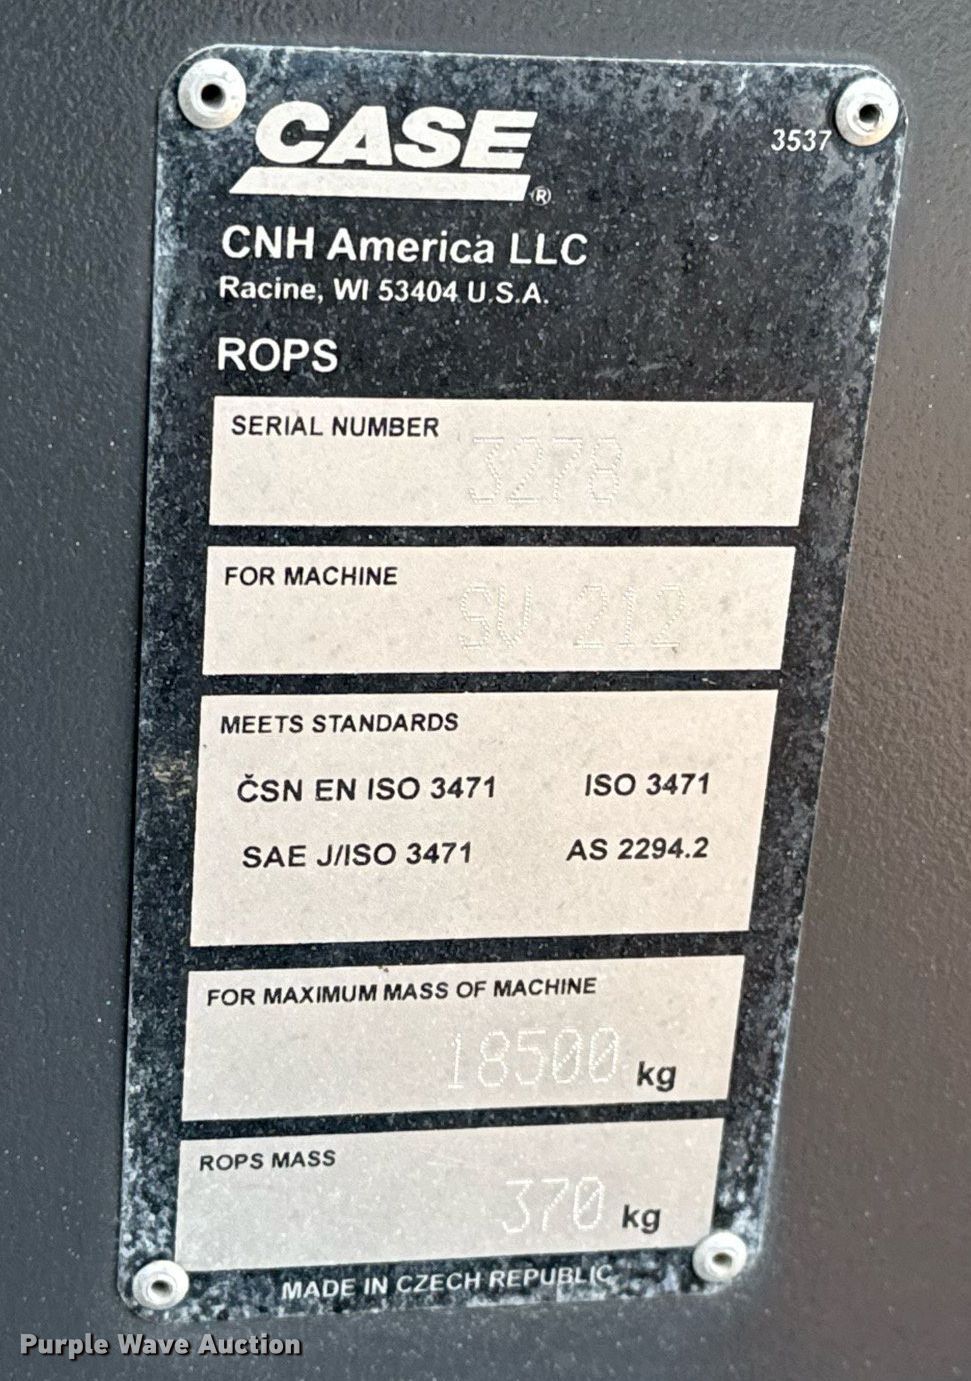 CASE®
3537
CNH America LLC
Racine, WI 53404 U.S.A.
ROPS
SERIAL NUMBER
3278
FOR MACHINE
SV 212
MEETS STANDARDS
ČSN EN ISO 3471 ISO 3471
SAE J/ISO 3471 AS 2294.2
FOR MAXIMUM MASS OF MACHINE
18500 kg
ROPS MASS
370 kg
MADE IN CZECH REPUBLIC
Purple Wave Auction